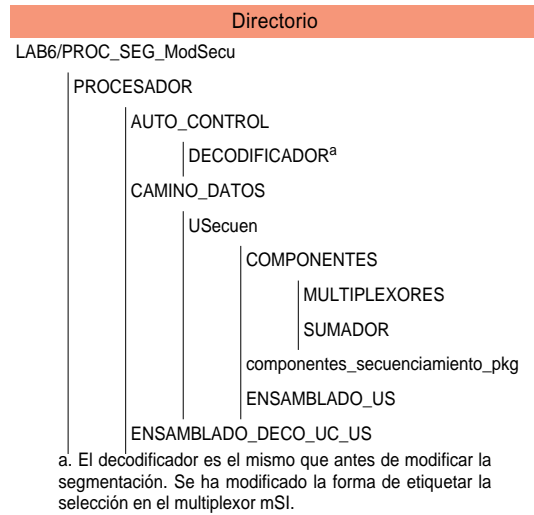 Directorio
LAB6/PROC_SEG_ModSecu
PROCESADOR
AUTO_CONTROL
DECODIFICADORa
CAMINO_DATOS
USecuen
COMPONENTES
MULTIPLEXORES
SUMADOR
componentes_secuenciamiento_pkg
ENSAMBLADO_US
ENSAMBLADO_DECO_UC_US
a. El decodificador es el mismo que antes de modificar la
segmentación. Se ha modificado la forma de etiquetar la
selección en el multiplexor mSI.